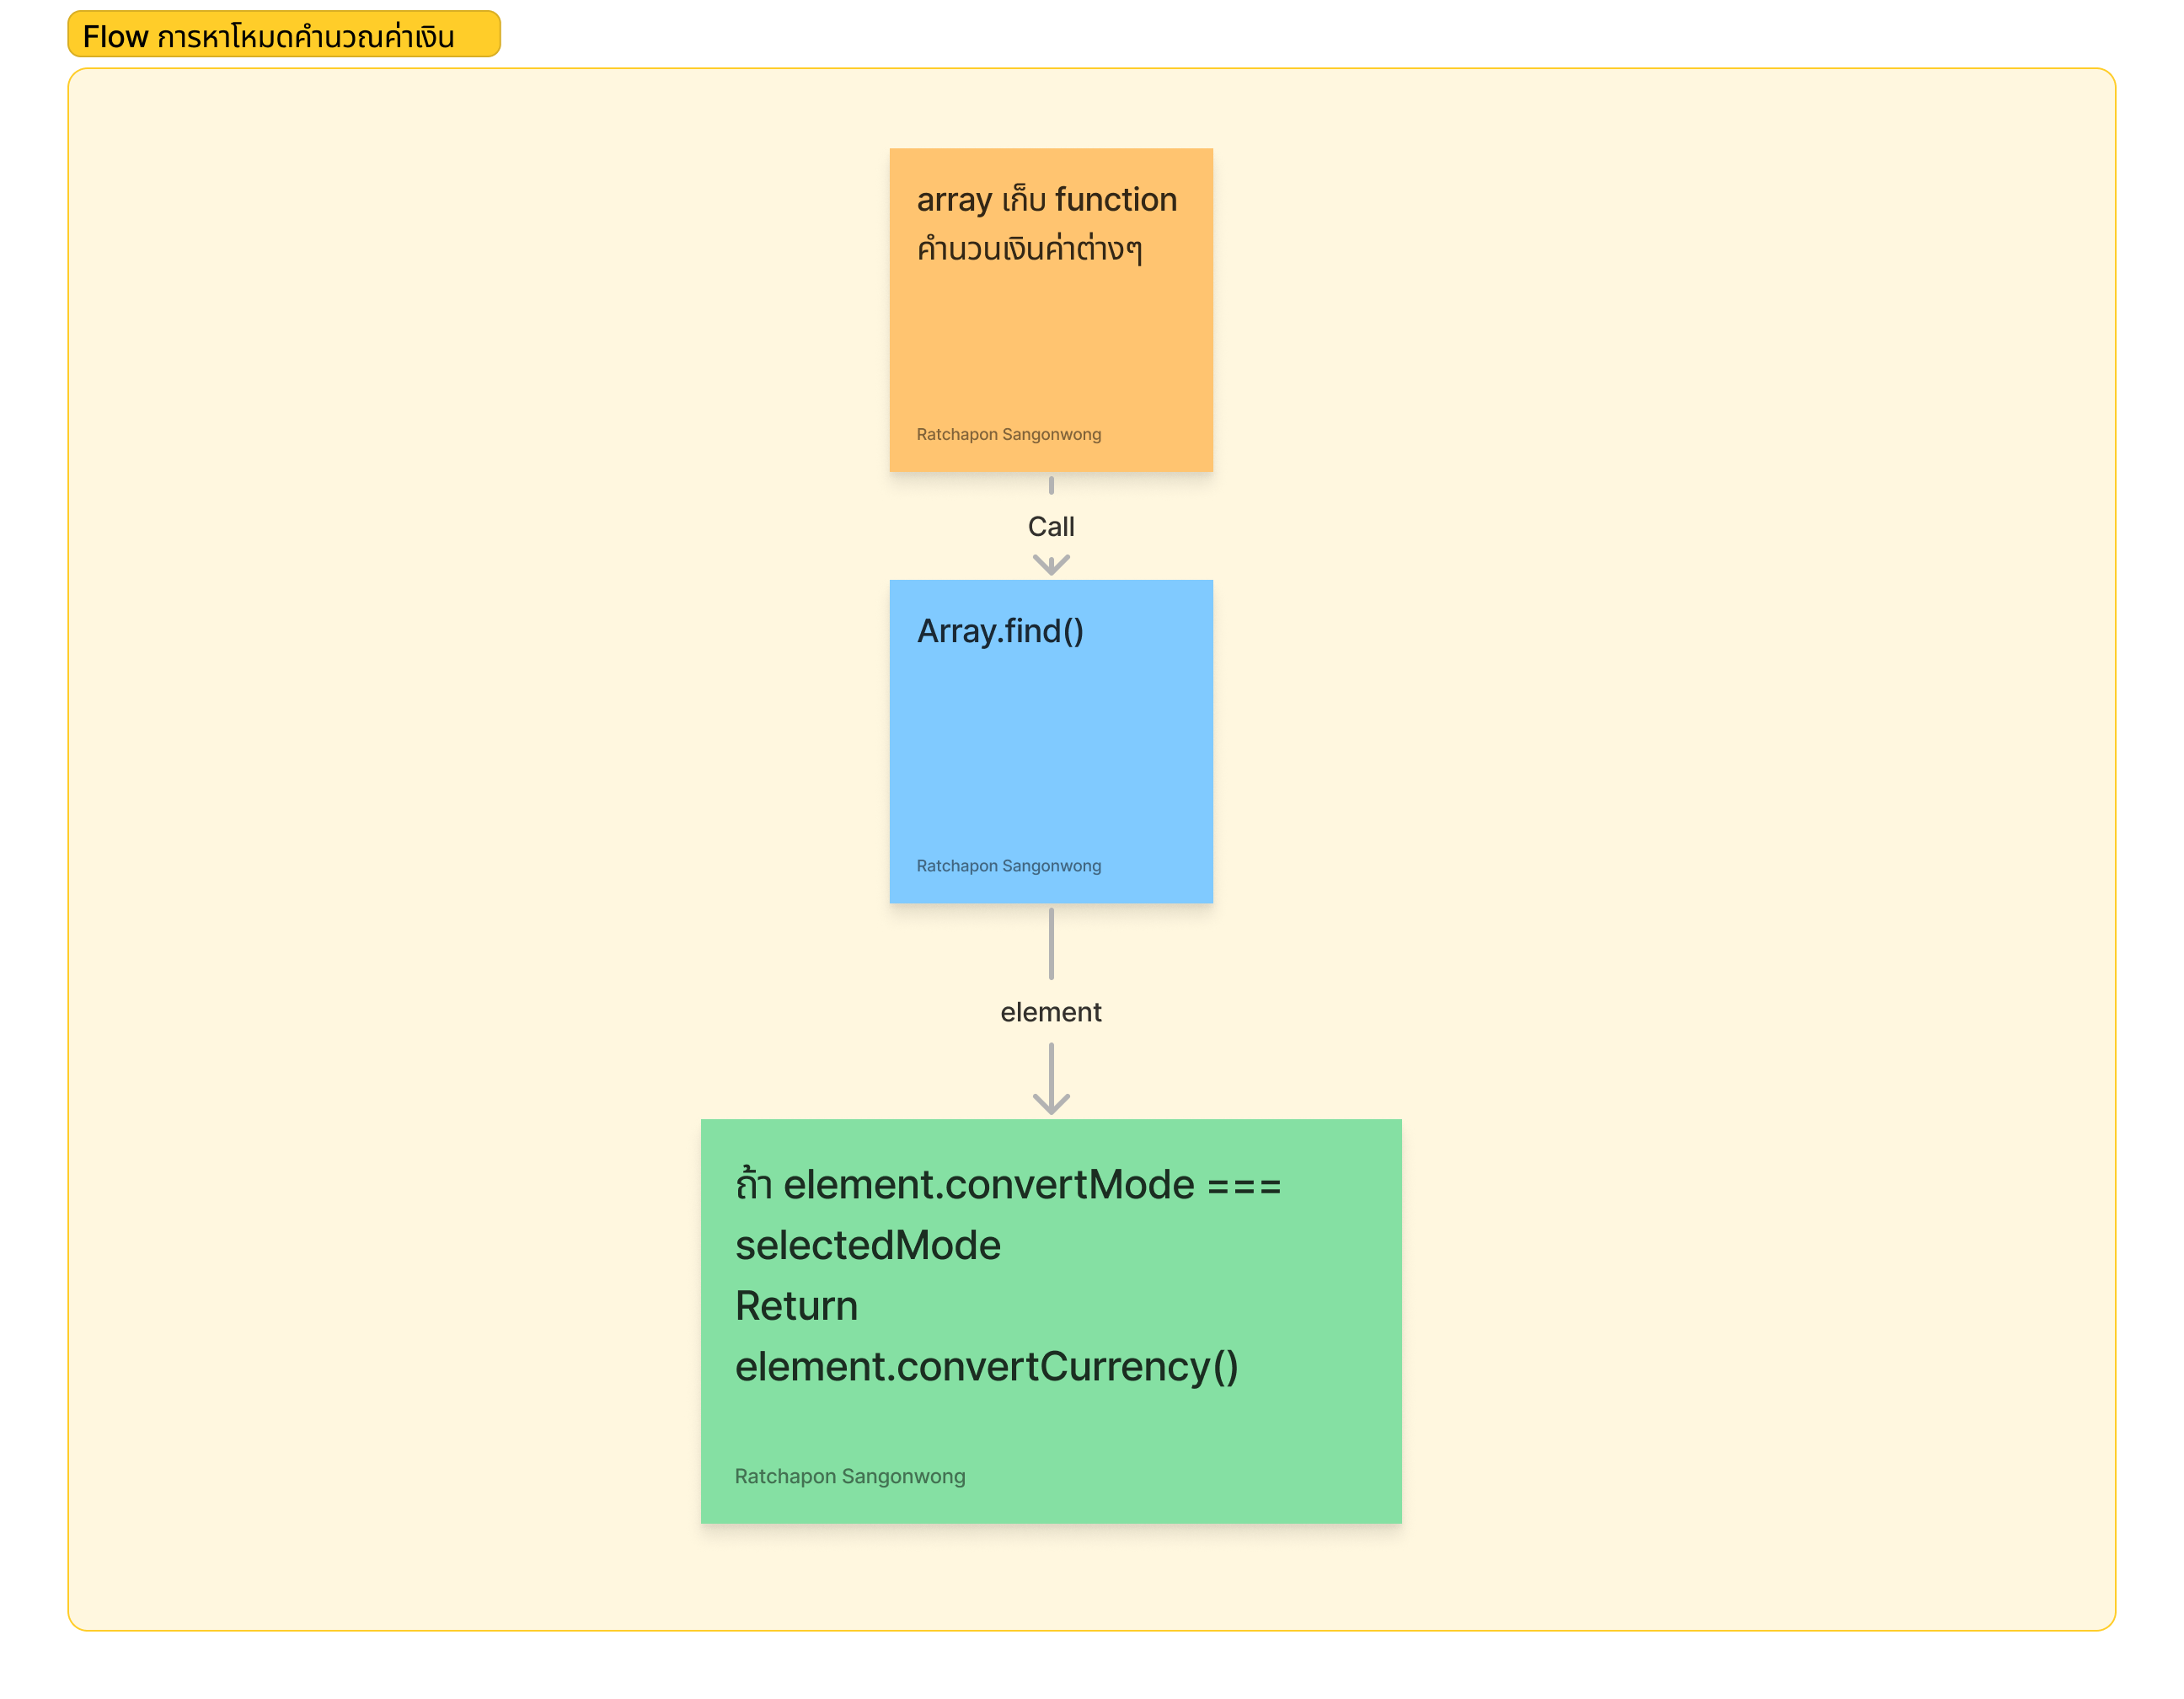 Flow การหาโหมดคำนวณค่าเงิน
array เก็บ function
คำนวนเงินค่าต่างๆ
Ratchapon Sangonwong
Call
Array.find()
Ratchapon Sangonwong
element
ถ้า element.convertMode ===
selectedMode
Return
element.convertCurrency()
Ratchapon Sangonwong